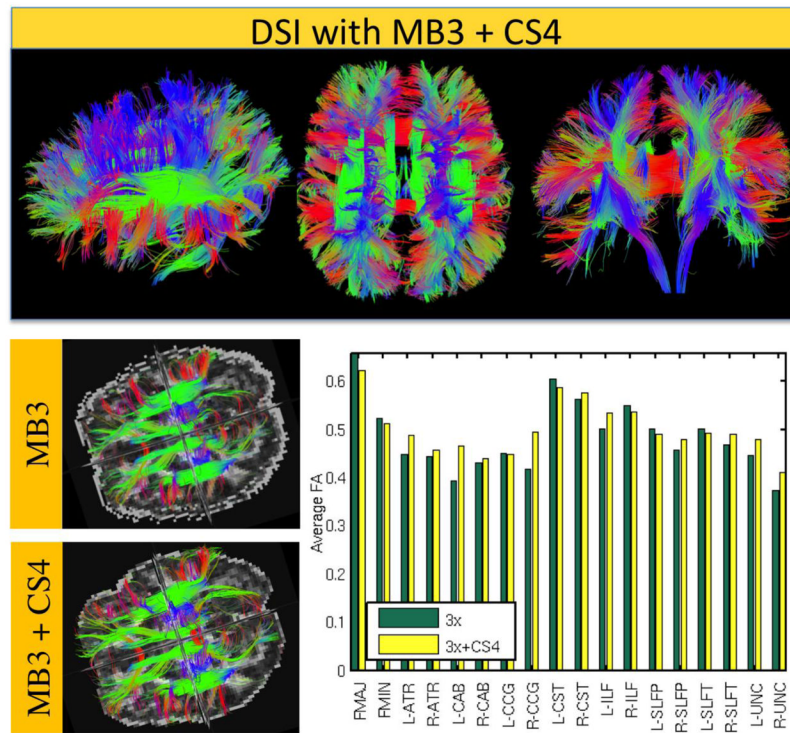 DSI with MB3 + CS4
MB3
MB3 + CS4
Average FA
0.6
0.5
0.4
0.3
0.2
0.1
0
3x
3x+CS4
FMAJ
FMIN
L-ATR
R-ATR
L-CAB
R-CAB
L-CCG
R-CCG
L-CST
R-CST
L-ILF
R-ILF
L-SLFP
R-SLFP
L-SLFT
R-SLFT
L-UNC
R-UNC